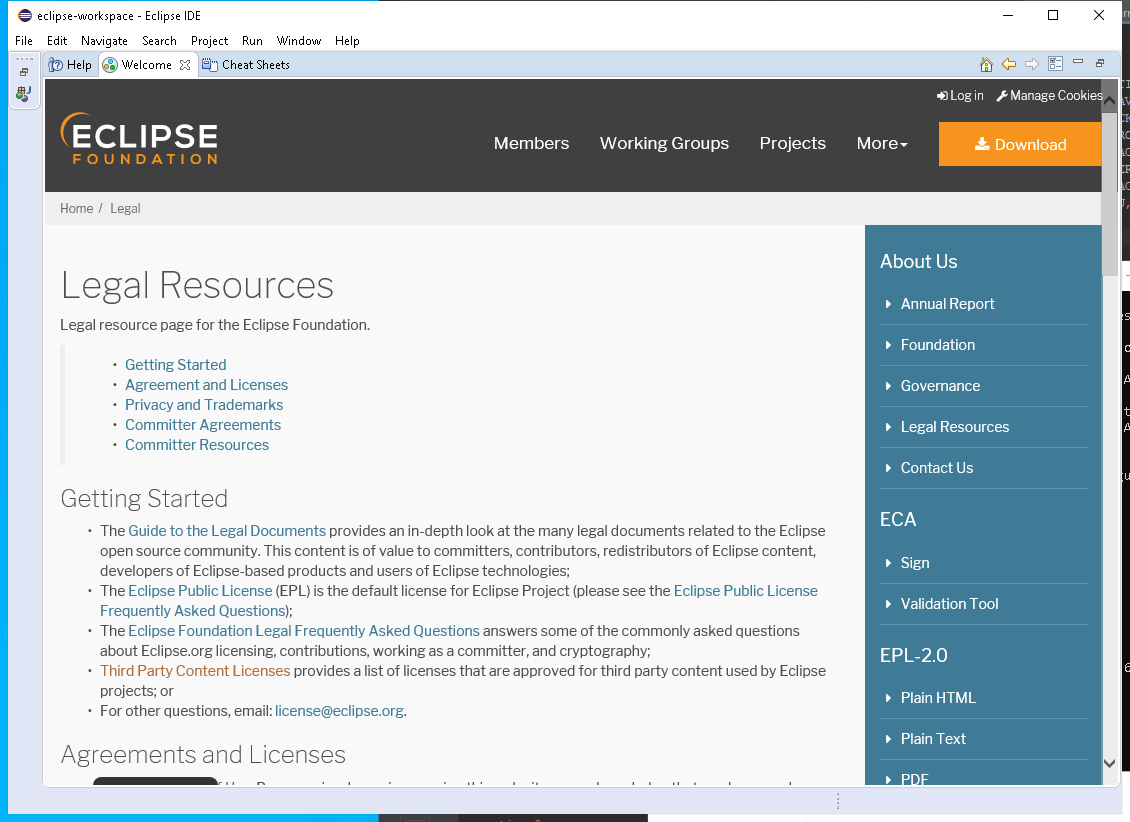 eclipse-workspace - Eclipse IDE
File Edit Navigate Search Project Run Window Help
Help Welcome Cheat Sheets
Log in Manage Cookies
ECLIPSE
FOUNDATION
Members Working Groups Projects More Download
Home / Legal
Legal Resources
Legal resource page for the Eclipse Foundation.
• Getting Started
• Agreement and Licenses
• Privacy and Trademarks
• Committer Agreements
• Committer Resources
Getting Started
• The Guide to the Legal Documents provides an in-depth look at the many legal documents related to the Eclipse
open source community. This content is of value to committers, contributors, redistributors of Eclipse content,
developers of Eclipse-based products and users of Eclipse technologies;
• The Eclipse Public License (EPL) is the default license for Eclipse Project (please see the Eclipse Public License
Frequently Asked Questions);
• The Eclipse Foundation Legal Frequently Asked Questions answers some of the commonly asked questions
about Eclipse.org licensing, contributions, working as a committer, and cryptography;
• Third Party Content Licenses provides a list of licenses that are approved for third party content used by Eclipse
projects; or
• For other questions, email: license@eclipse.org.
Agreements and Licenses
About Us
Annual Report
Foundation
Governance
Legal Resources
Contact Us
ECA
Sign
Validation Tool
EPL-2.0
Plain HTML
Plain Text
PDF